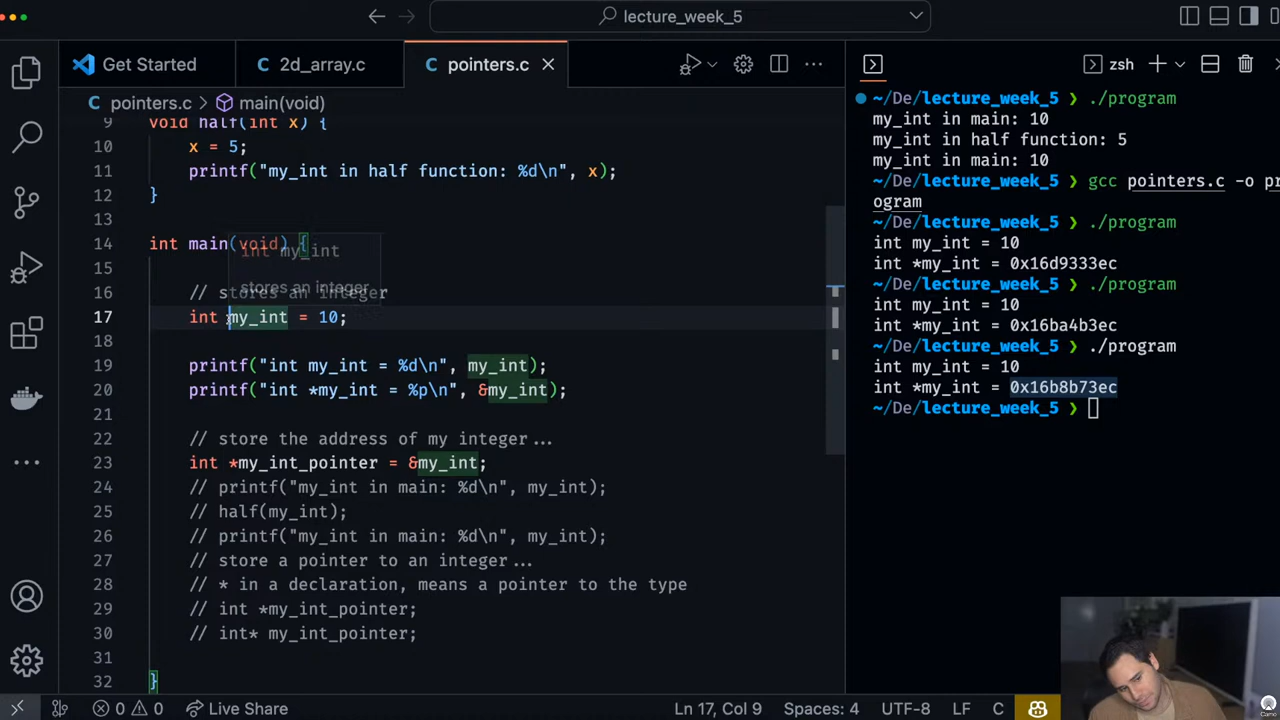 lecture_week_5
Get Started
C 2d_array.c
C pointers.c
zsh
C pointers.c > main(void)
9 void half(int x) {
10 x = 5;
11 printf("my_int in half function: %d\n", x);
12 }
13
14 int main(void) {
int my_int
15
stores an integer
16 // stores an integer
17 int my_int = 10;
18
19 printf("int my_int = %d\n", my_int);
20 printf("int *my_int = %p\n", &my_int);
21
22 // store the address of my integer...
23 int *my_int_pointer = &my_int;
24 // printf("my_int in main: %d\n", my_int);
25 // half(my_int);
26 // printf("my_int in main: %d\n", my_int);
27 // store a pointer to an integer...
28 // * in a declaration, means a pointer to the type
29 // int *my_int_pointer;
30 // int* my_int_pointer;
31
32 }
~/De/lecture_week_5 ❯ ./program
my_int in main: 10
my_int in half function: 5
my_int in main: 10
~/De/lecture_week_5 ❯ gcc pointers.c -o pr
ogram
~/De/lecture_week_5 ❯ ./program
int my_int = 10
int *my_int = 0x16d9333ec
~/De/lecture_week_5 ❯ ./program
int my_int = 10
int *my_int = 0x16ba4b3ec
~/De/lecture_week_5 ❯ ./program
int my_int = 10
int *my_int = 0x16b8b73ec
~/De/lecture_week_5 ❯
0 0 Live Share Ln 17, Col 9 Spaces: 4 UTF-8 LF C
Camo